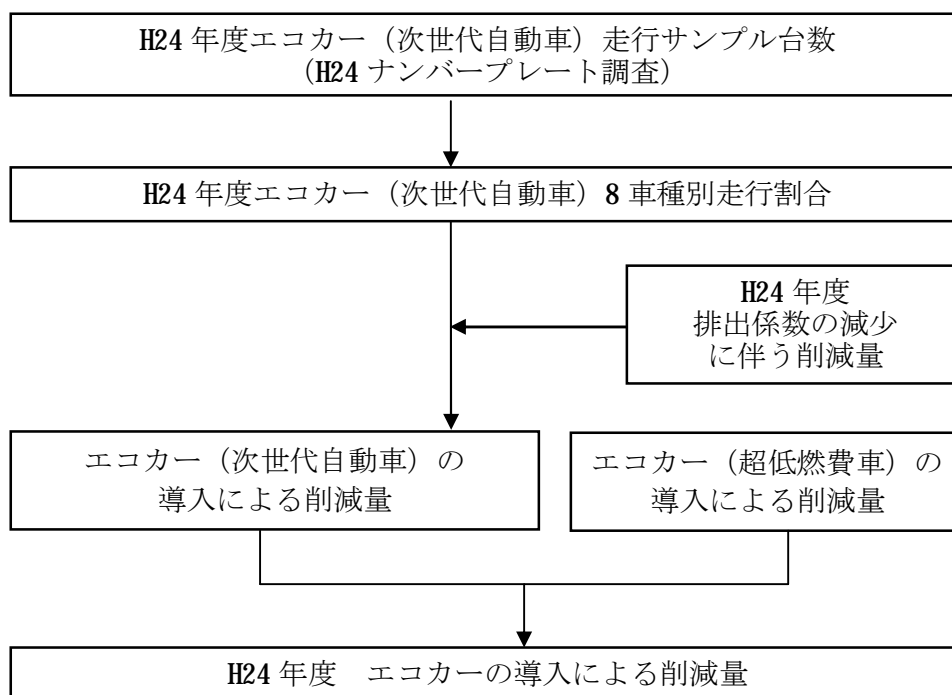 H24 年度エコカー（次世代自動車）走行サンプル台数
（H24 ナンバープレート調査）
H24 年度エコカー（次世代自動車）8 車種別走行割合
H24 年度
排出係数の減少
に伴う削減量
エコカー（次世代自動車）の
導入による削減量
エコカー（超低燃費車）の
導入による削減量
H24 年度　エコカーの導入による削減量